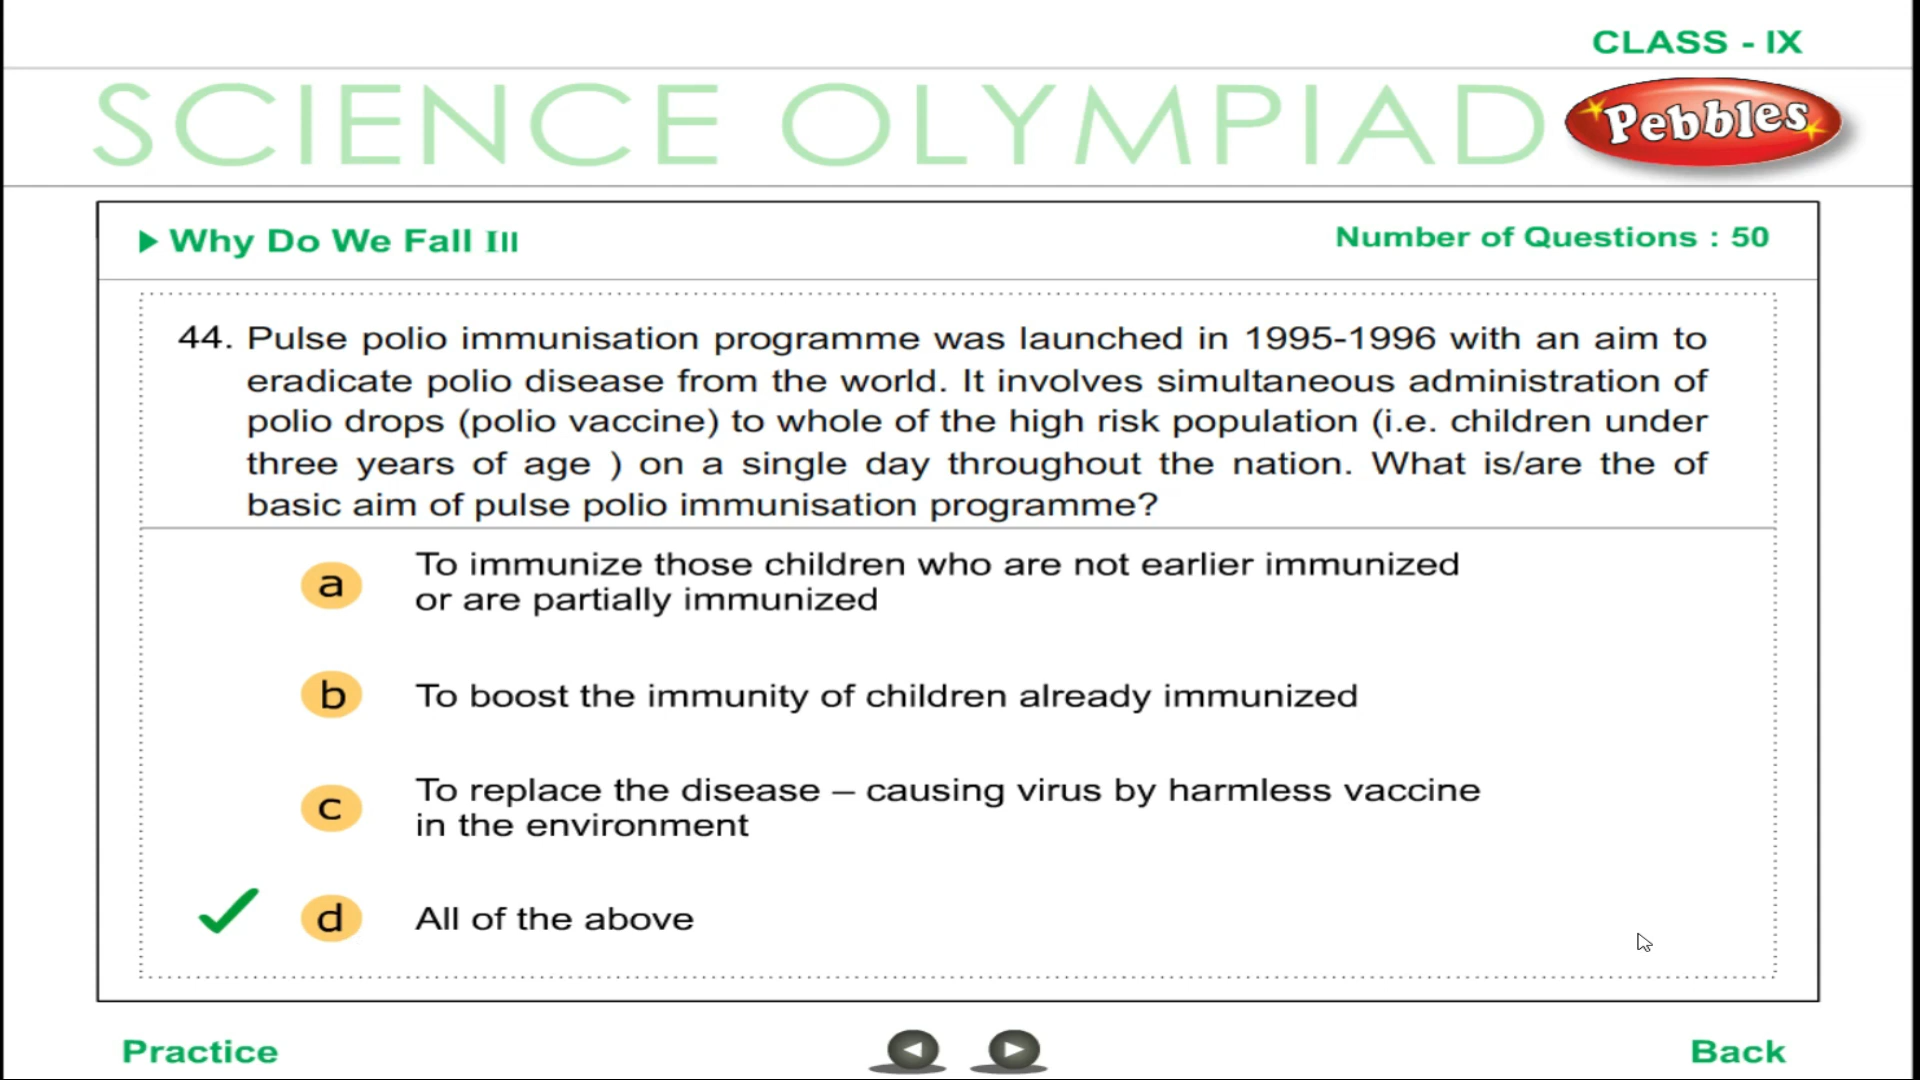 CLASS - IX
SCIENCE OLYMPIAD
Pebbles
Why Do We Fall Ill
Number of Questions : 50
44. Pulse polio immunisation programme was launched in 1995-1996 with an aim to
eradicate polio disease from the world. It involves simultaneous administration of
polio drops (polio vaccine) to whole of the high risk population (i.e. children under
three years of age ) on a single day throughout the nation. What is/are the of
basic aim of pulse polio immunisation programme?
a To immunize those children who are not earlier immunized
or are partially immunized
b To boost the immunity of children already immunized
c To replace the disease – causing virus by harmless vaccine
in the environment
d All of the above
Practice
Back